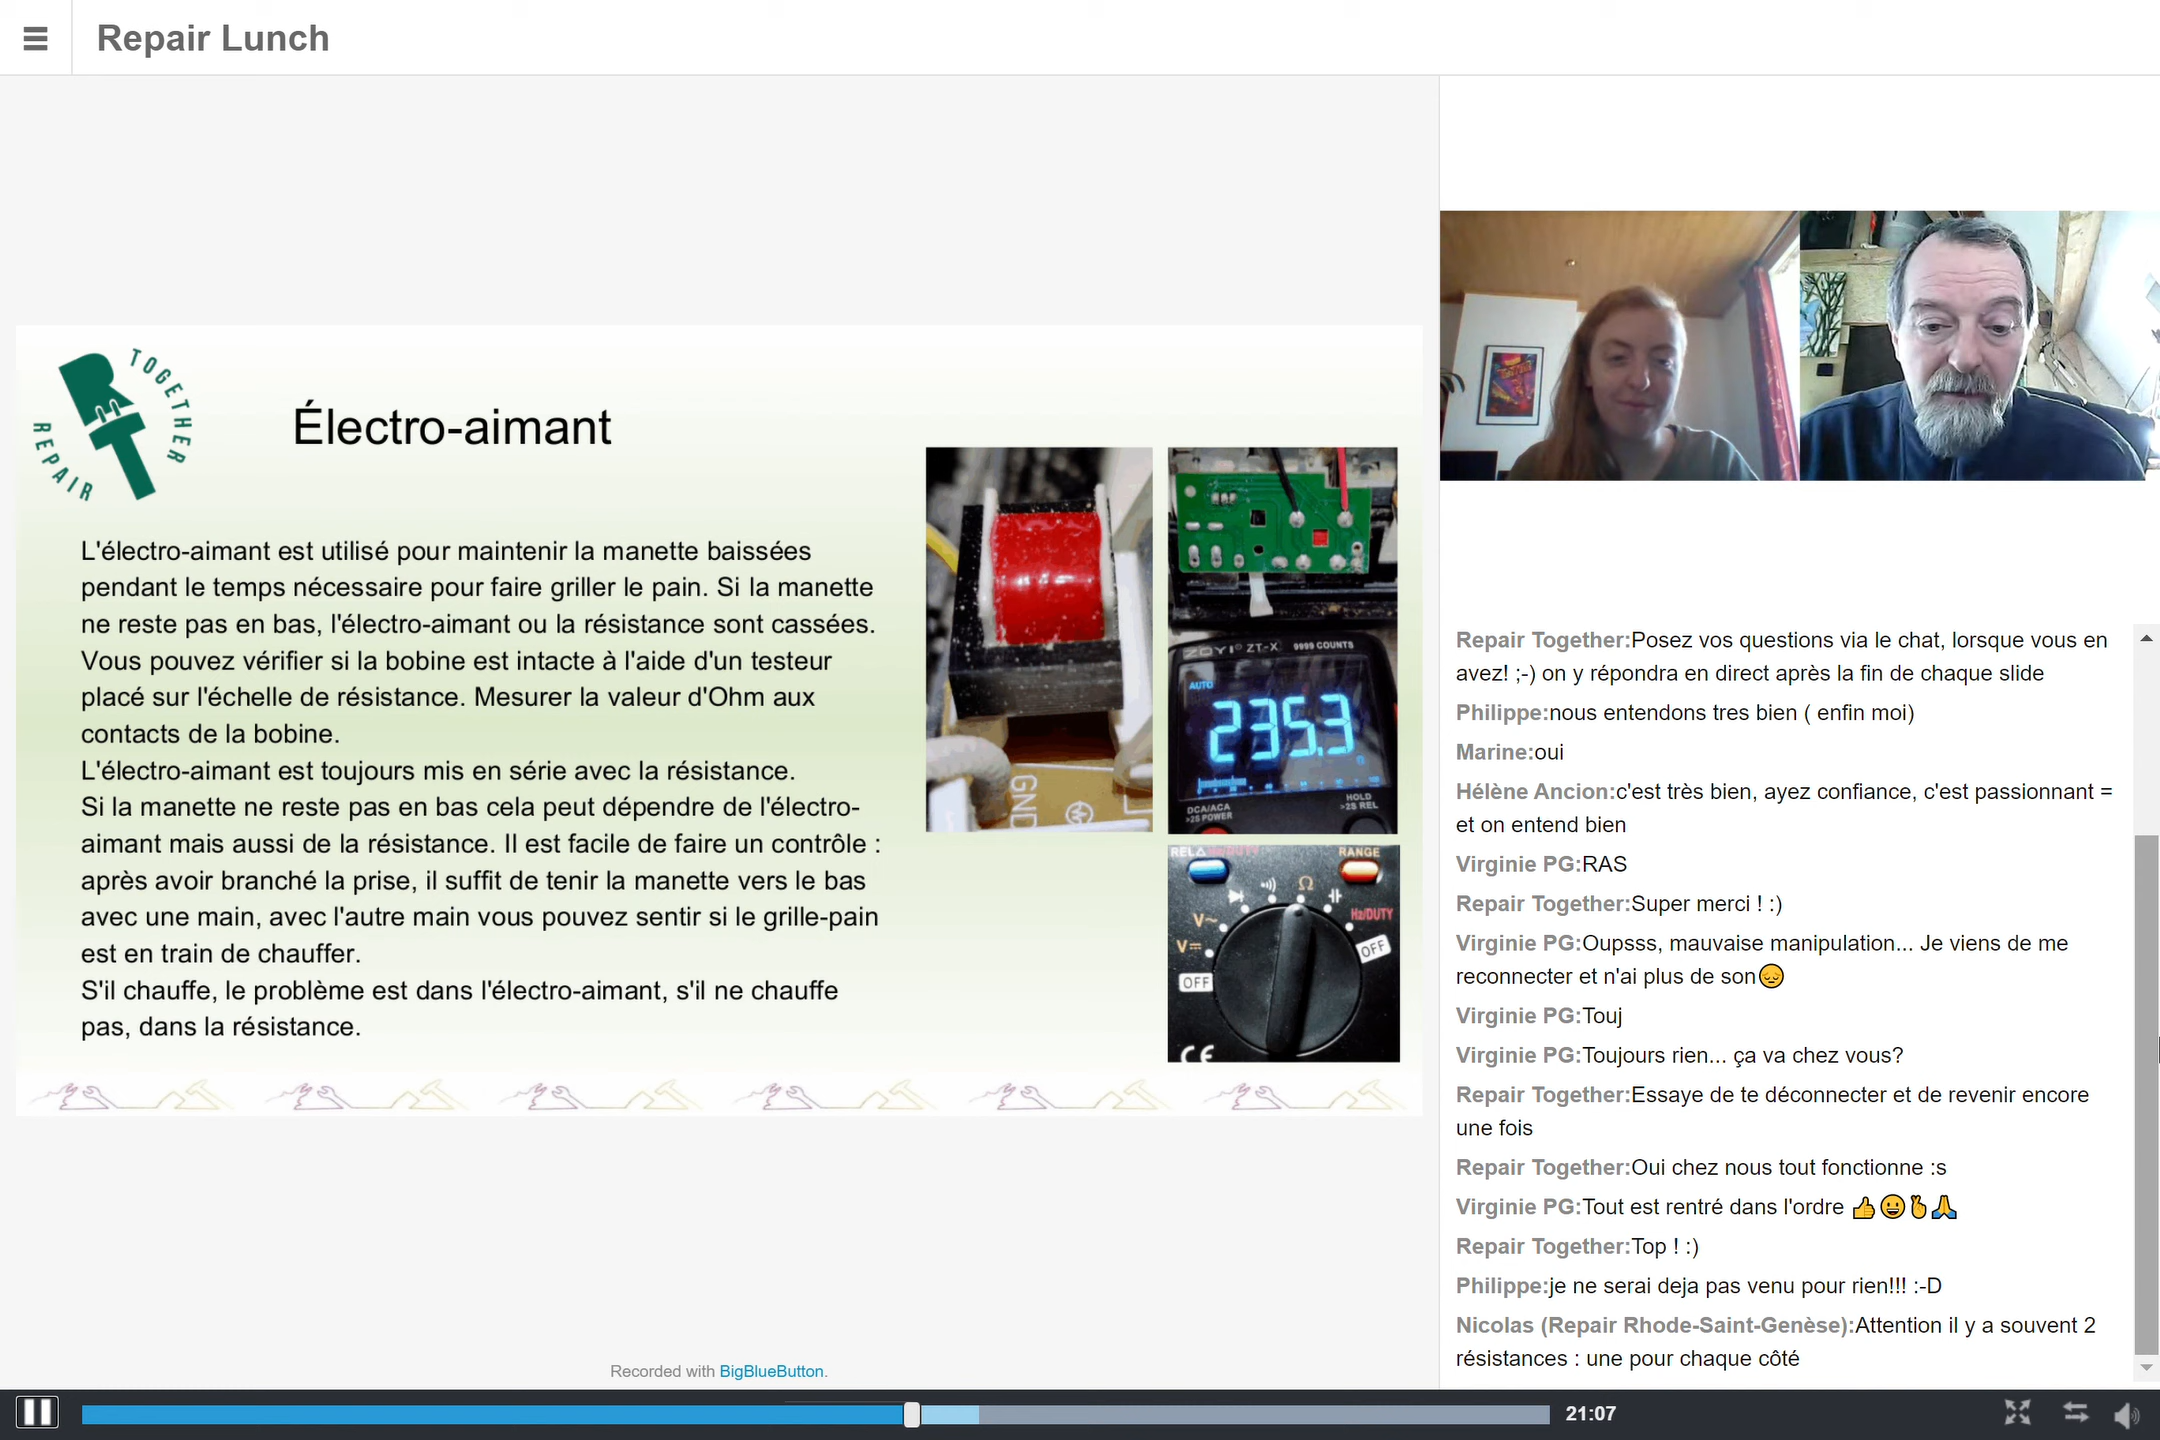 Repair Lunch
TOGETHER
REPAIR
Électro-aimant
L'électro-aimant est utilisé pour maintenir la manette baissées
pendant le temps nécessaire pour faire griller le pain. Si la manette
ne reste pas en bas, l'électro-aimant ou la résistance sont cassées.
Vous pouvez vérifier si la bobine est intacte à l'aide d'un testeur
placé sur l'échelle de résistance. Mesurer la valeur d'Ohm aux
contacts de la bobine.
L'électro-aimant est toujours mis en série avec la résistance.
Si la manette ne reste pas en bas cela peut dépendre de l'électro-
aimant mais aussi de la résistance. Il est facile de faire un contrôle :
après avoir branché la prise, il suffit de tenir la manette vers le bas
avec une main, avec l'autre main vous pouvez sentir si le grille-pain
est en train de chauffer.
S'il chauffe, le problème est dans l'électro-aimant, s'il ne chauffe
pas, dans la résistance.
GND
ZOYI ZT-X 9999 COUNTS
AUTO
235.3
DCA/ACA
>2S POWER
HOLD
>2S REL
REL△ Hz/DUTY
RANGE
Ω
V~
Hz/DUTY
V=
OFF
OFF
CE
Repair Together:Posez vos questions via le chat, lorsque vous en
avez! ;-) on y répondra en direct après la fin de chaque slide
Philippe:nous entendons tres bien ( enfin moi)
Marine:oui
Hélène Ancion:c'est très bien, ayez confiance, c'est passionnant =
et on entend bien
Virginie PG:RAS
Repair Together:Super merci ! :)
Virginie PG:Oupsss, mauvaise manipulation... Je viens de me
reconnecter et n'ai plus de son😔
Virginie PG:Touj
Virginie PG:Toujours rien... ça va chez vous?
Repair Together:Essaye de te déconnecter et de revenir encore
une fois
Repair Together:Oui chez nous tout fonctionne :s
Virginie PG:Tout est rentré dans l'ordre 👍😀🤞🙏
Repair Together:Top ! :)
Philippe:je ne serai deja pas venu pour rien!!! :-D
Nicolas (Repair Rhode-Saint-Genèse):Attention il y a souvent 2
résistances : une pour chaque côté
Recorded with BigBlueButton.
21:07